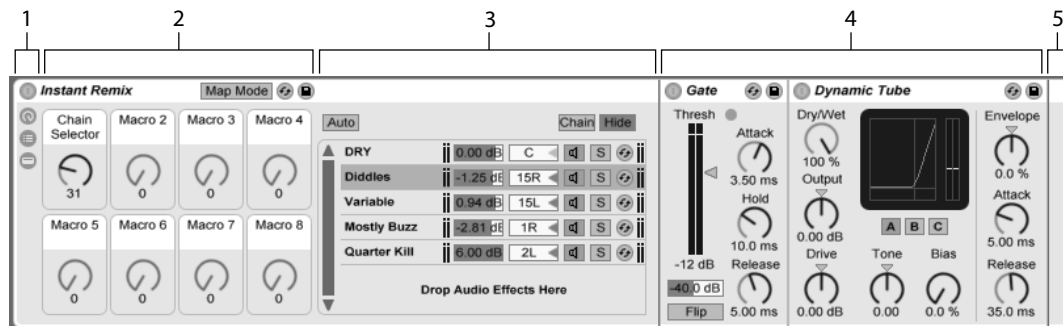 1 2 3 4 5
Instant Remix Map Mode
Chain Selector Macro 2 Macro 3 Macro 4
31 0 0 0
Macro 5 Macro 6 Macro 7 Macro 8
0 0 0 0
Auto Chain Hide
DRY 0.00 dB C S
Diddles -1.25 dB 15R S
Variable 0.94 dB 15L S
Mostly Buzz -2.81 dB 1R S
Quarter Kill 6.00 dB 2L S
Drop Audio Effects Here
Gate
Thresh
Attack
3.50 ms
Hold
10.0 ms
-12 dB
Release
-40.0 dB
Flip 5.00 ms
Dynamic Tube
Dry/Wet
100 %
Output
0.00 dB
A B C
Drive Tone Bias
0.00 dB 0.00 0.0 %
Envelope
0.0 %
Attack
5.00 ms
Release
35.0 ms